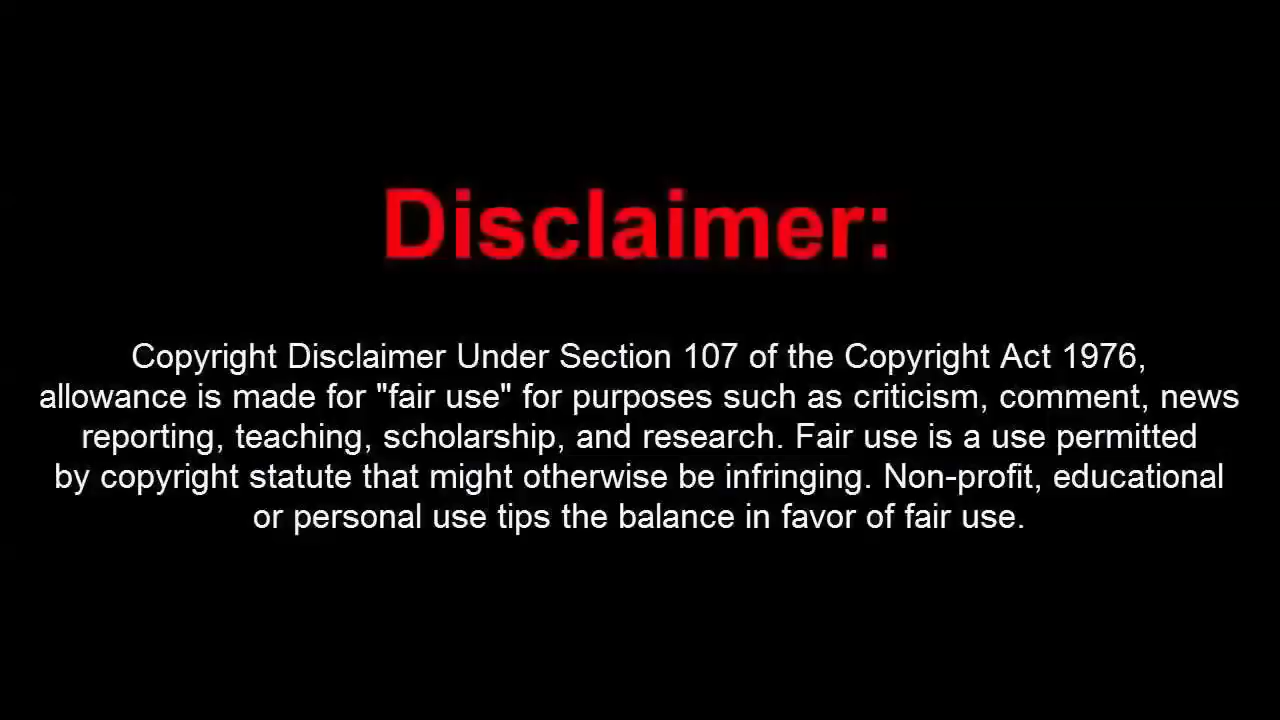 Disclaimer:
Copyright Disclaimer Under Section 107 of the Copyright Act 1976,
allowance is made for "fair use" for purposes such as criticism, comment, news
reporting, teaching, scholarship, and research. Fair use is a use permitted
by copyright statute that might otherwise be infringing. Non-profit, educational
or personal use tips the balance in favor of fair use.